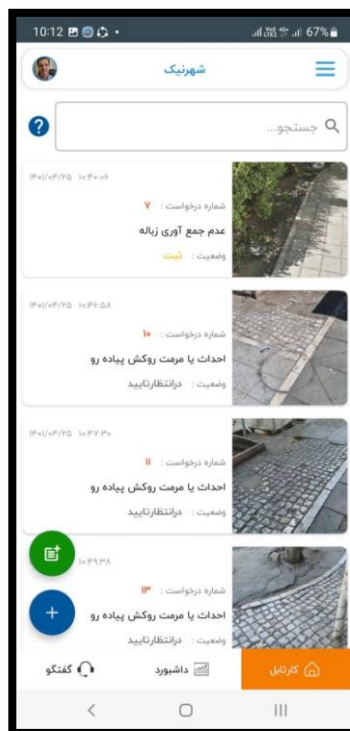 10:12 67%
شهرنیک
جستجو...
?
۱۴۰۱/۰۴/۲۵ ۱۰:۴۰:۰۶
شماره درخواست : ۷
عدم جمع آوری زباله
وضعیت : ثبت
۱۴۰۱/۰۴/۲۵ ۱۰:۴۶:۵۸
شماره درخواست : ۱۰
احداث یا مرمت روکش پیاده رو
وضعیت : درانتظارتایید
۱۴۰۱/۰۴/۲۵ ۱۰:۴۷:۳۰
شماره درخواست : ۱۱
احداث یا مرمت روکش پیاده رو
وضعیت : درانتظارتایید
۱۰:۴۹:۳۸
شماره درخواست : ۱۳
احداث یا مرمت روکش پیاده رو
وضعیت : درانتظارتایید
کارتابل
داشبورد
گفتگو